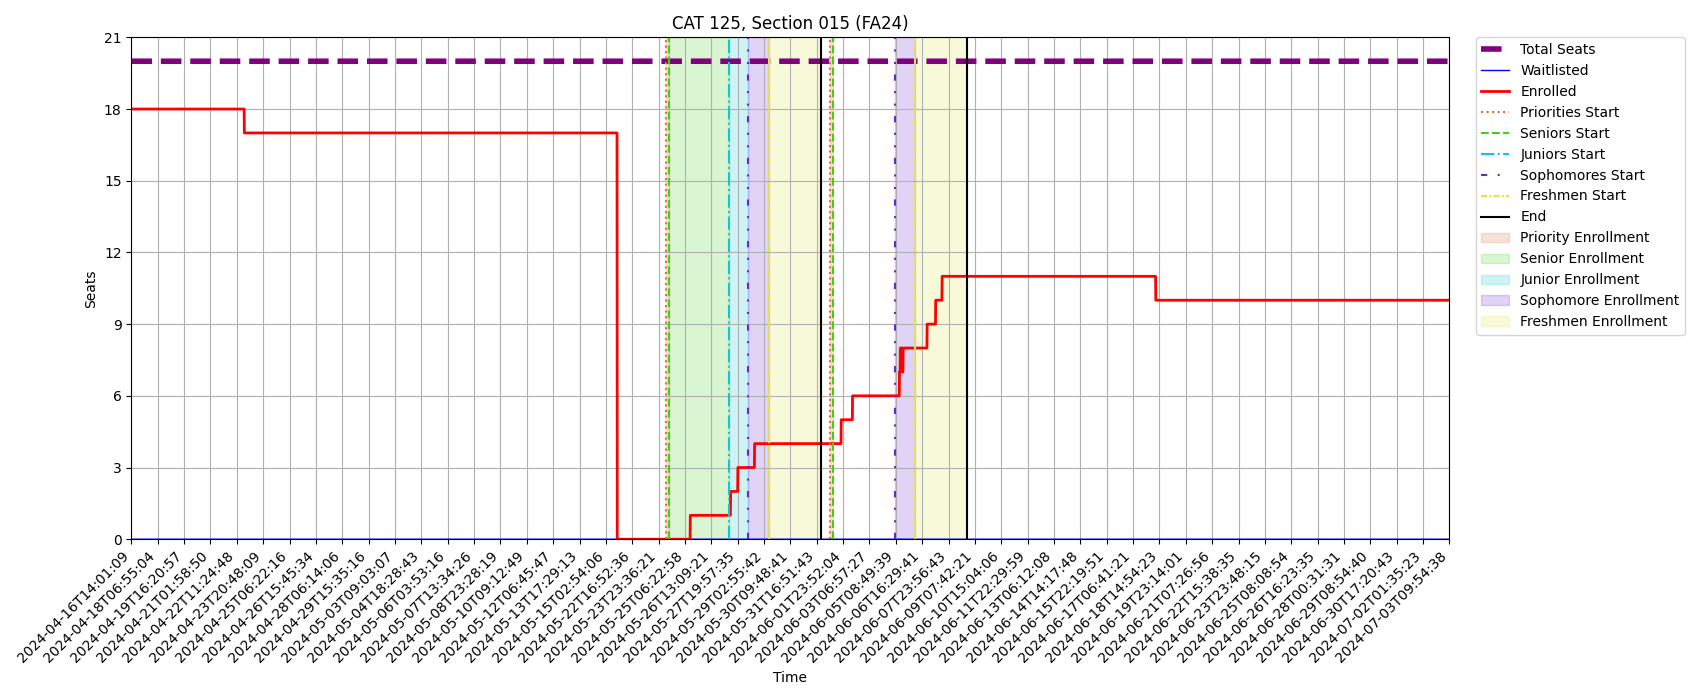 CAT 125, Section 015 (FA24)
21
18
15
12
9
6
3
0
Seats
2024-04-16T14:01:09
2024-04-18T06:55:04
2024-04-19T16:20:57
2024-04-21T01:58:50
2024-04-22T11:24:48
2024-04-23T20:48:09
2024-04-25T06:22:16
2024-04-26T15:45:34
2024-04-28T06:14:06
2024-04-29T15:35:16
2024-05-03T09:03:07
2024-05-04T18:28:43
2024-05-06T03:53:16
2024-05-07T13:34:26
2024-05-08T23:28:19
2024-05-10T09:12:49
2024-05-12T06:45:47
2024-05-13T17:29:13
2024-05-15T02:54:06
2024-05-22T16:52:36
2024-05-23T23:36:21
2024-05-25T06:22:58
2024-05-26T13:09:21
2024-05-27T19:57:35
2024-05-29T02:55:42
2024-05-30T09:48:41
2024-05-31T16:51:43
2024-06-01T23:52:04
2024-06-03T06:57:27
2024-06-05T08:49:39
2024-06-06T16:29:41
2024-06-07T23:56:43
2024-06-09T07:42:21
2024-06-10T15:04:06
2024-06-11T22:29:59
2024-06-13T06:12:08
2024-06-14T14:17:48
2024-06-15T22:19:51
2024-06-17T06:41:21
2024-06-18T14:54:23
2024-06-19T23:14:01
2024-06-21T07:26:56
2024-06-22T15:38:35
2024-06-23T23:48:15
2024-06-25T08:08:54
2024-06-26T16:23:35
2024-06-28T00:31:31
2024-06-29T08:54:40
2024-06-30T17:20:43
2024-07-02T01:35:23
2024-07-03T09:54:38
Time
Total Seats
Waitlisted
Enrolled
Priorities Start
Seniors Start
Juniors Start
Sophomores Start
Freshmen Start
End
Priority Enrollment
Senior Enrollment
Junior Enrollment
Sophomore Enrollment
Freshmen Enrollment